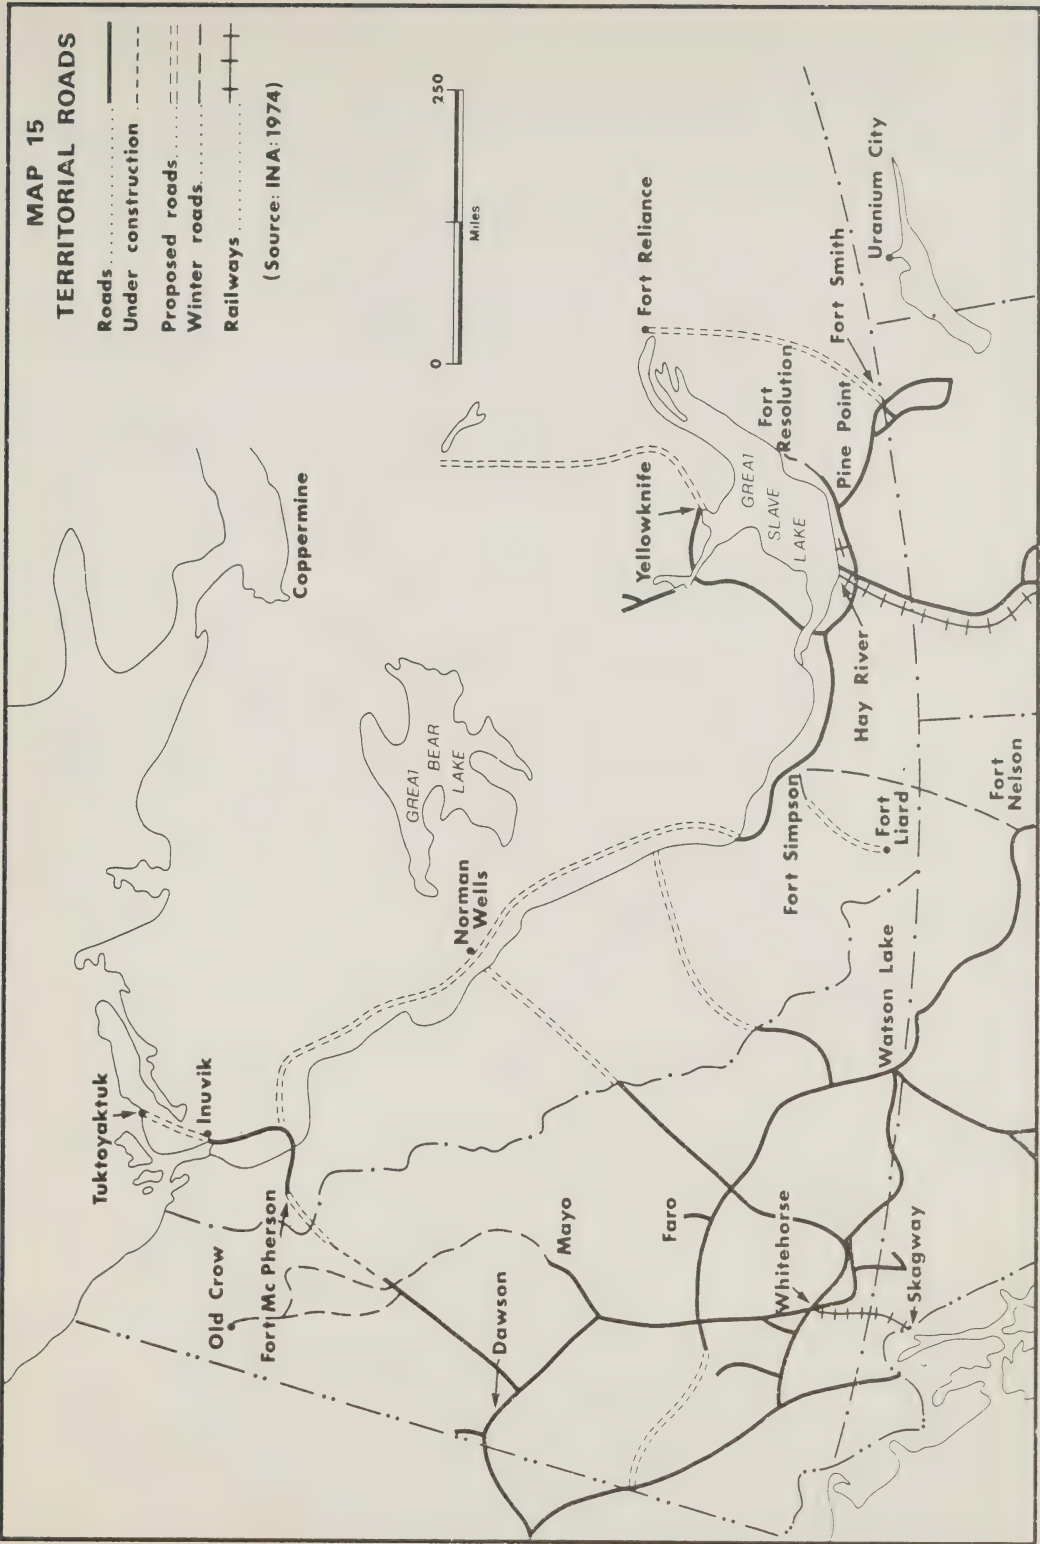 MAP 15
TERRITORIAL ROADS
Roads
Under construction
Proposed roads
Winter roads
Railways
(Source: INA:1974)
0
250
Miles
Tuktoyaktuk
Inuvik
Old Crow
Fort Mc Pherson
Coppermine
GREAT
BEAR
LAKE
Norman
Wells
Dawson
Mayo
Faro
Whitehorse
Skagway
Watson Lake
Fort Simpson
Fort
Liard
Fort
Nelson
Yellowknife
GREAT
SLAVE
LAKE
Hay River
Fort Reliance
Fort
Resolution
Pine Point
Fort Smith
Uranium City